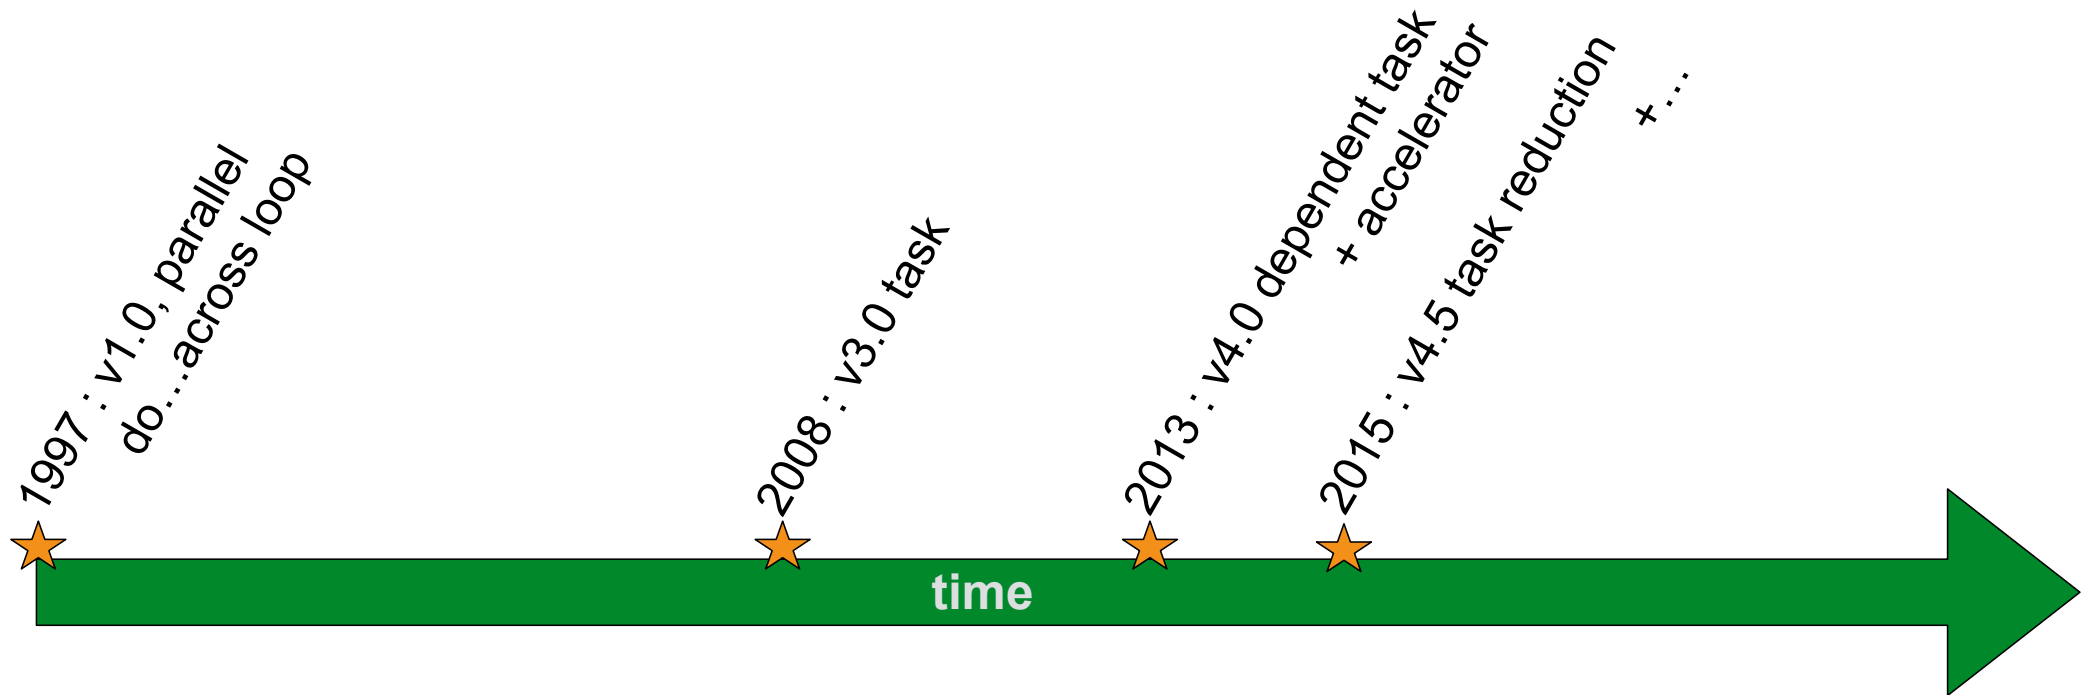 1997 : v1.0, parallel
do...across loop
2008 : v3.0 task
2013 : v4.0 dependent task
+ accelerator
2015 : v4.5 task reduction
+...
time